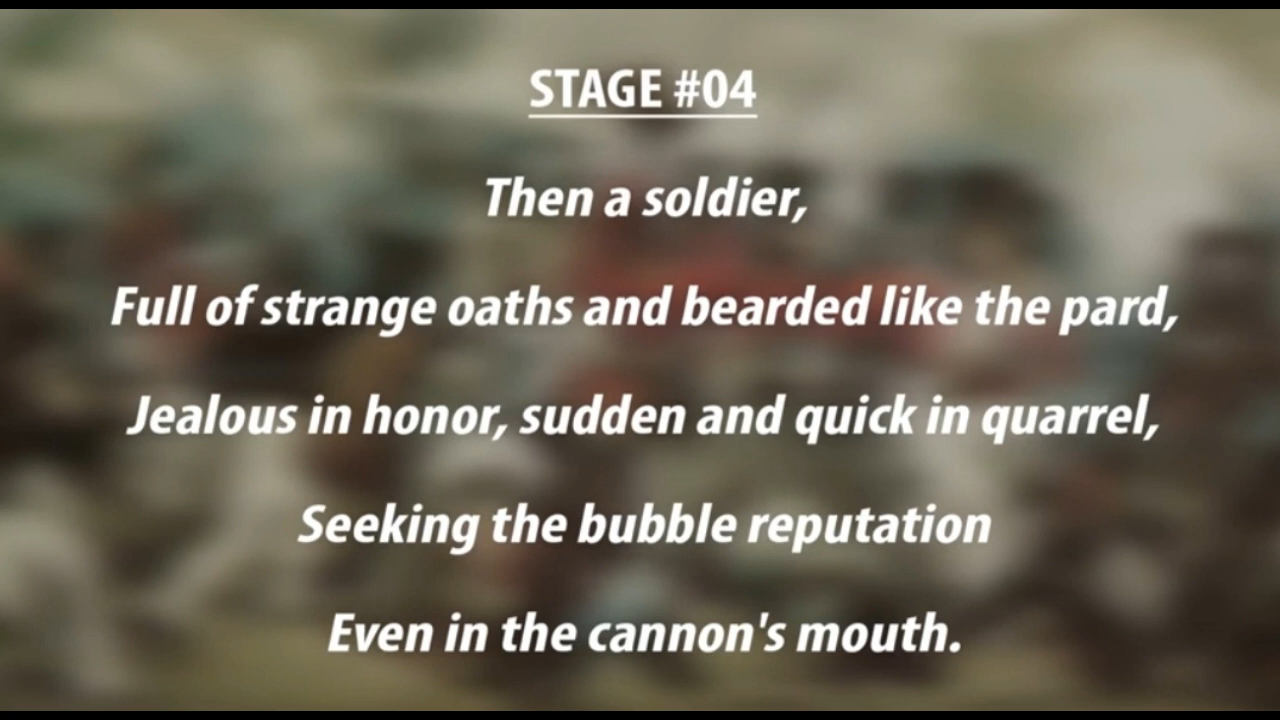 STAGE #04
Then a soldier,
Full of strange oaths and bearded like the pard,
Jealous in honor, sudden and quick in quarrel,
Seeking the bubble reputation
Even in the cannon's mouth.